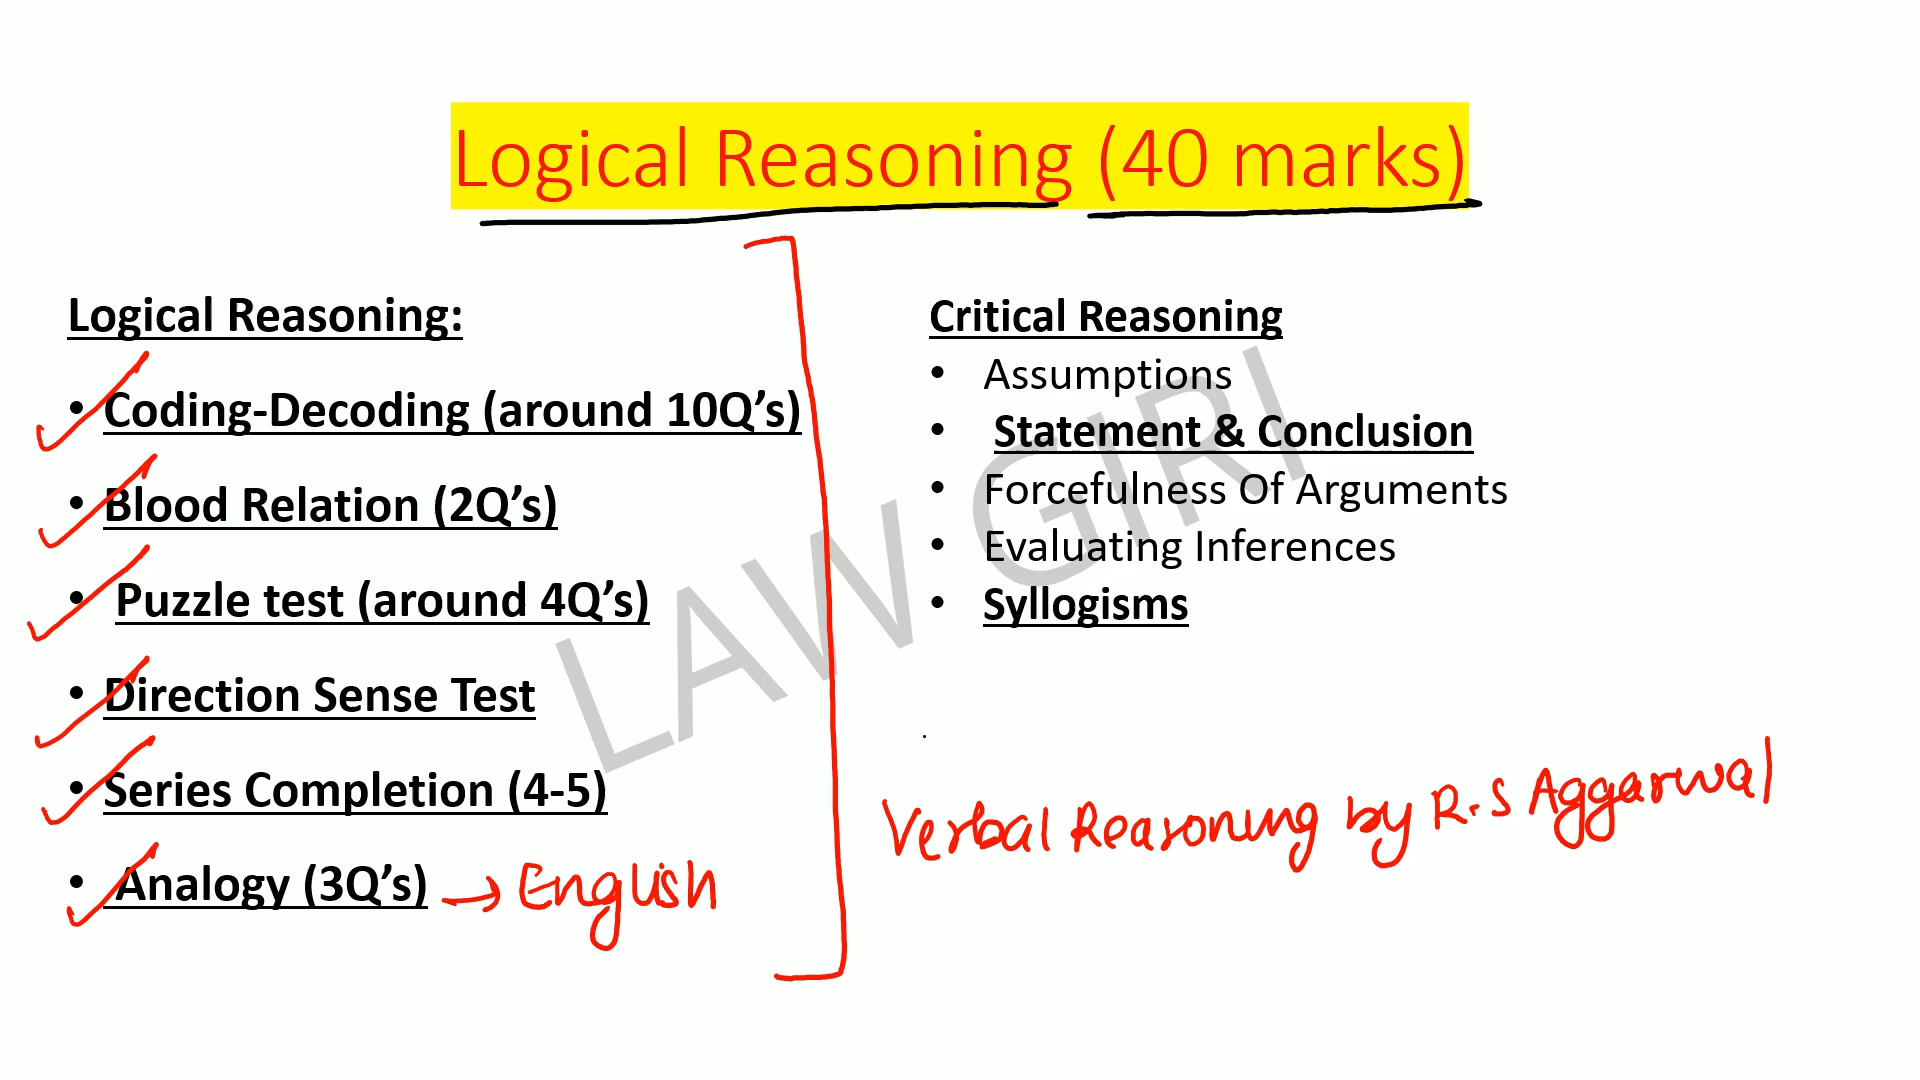 Logical Reasoning (40 marks)
Logical Reasoning:
• Coding-Decoding (around 10Q’s)
• Blood Relation (2Q’s)
• Puzzle test (around 4Q’s)
• Direction Sense Test
• Series Completion (4-5)
• Analogy (3Q’s) → English
Critical Reasoning
• Assumptions
• Statement & Conclusion
• Forcefulness Of Arguments
• Evaluating Inferences
• Syllogisms
Verbal Reasoning by R.S Aggarwal
LAW GIRI